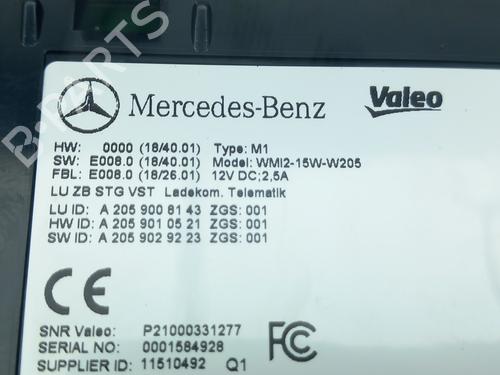 B-PARTS
Mercedes-Benz Valeo
HW: 0000 (18/40.01) Type: M1
SW: E008.0 (18/40.01) Model: WMI2-15W-W205
FBL: E008.0 (18/26.01) 12V DC;2,5A
LU ZB STG VST Ladekom. Telematik
LU ID: A 205 900 81 43 ZGS: 001
HW ID: A 205 901 05 21 ZGS: 001
SW ID: A 205 902 92 23 ZGS: 001
CE FC
SNR Valeo: P21000331277
SERIAL NO: 0001584928
SUPPLIER ID: 11510492 Q1